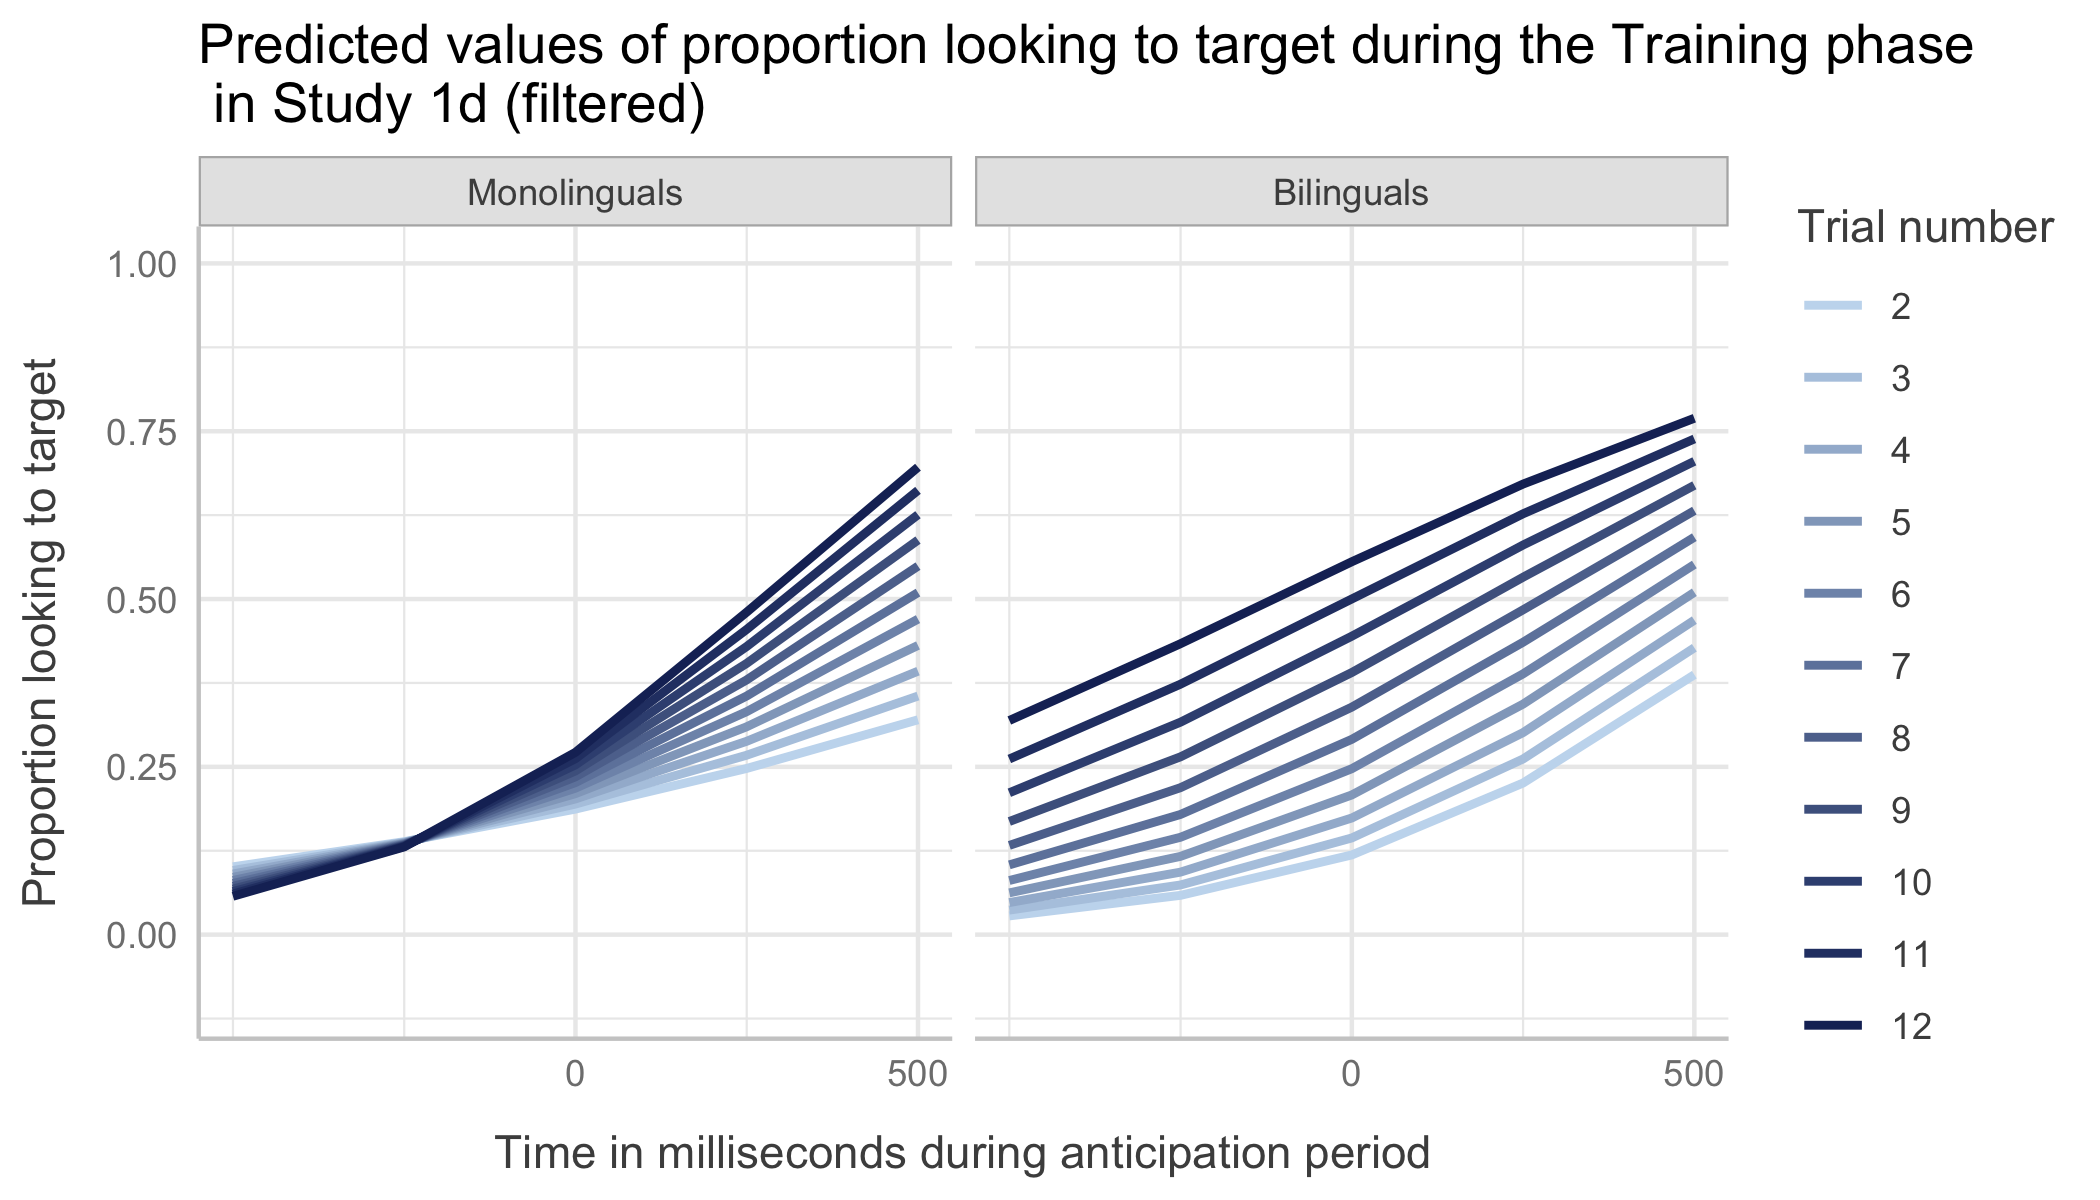 Predicted values of proportion looking to target during the Training phase
in Study 1d (filtered)
Monolinguals
Bilinguals
Proportion looking to target
1.00
0.75
0.50
0.25
0.00
0
500
0
500
Time in milliseconds during anticipation period
Trial number
2
3
4
5
6
7
8
9
10
11
12